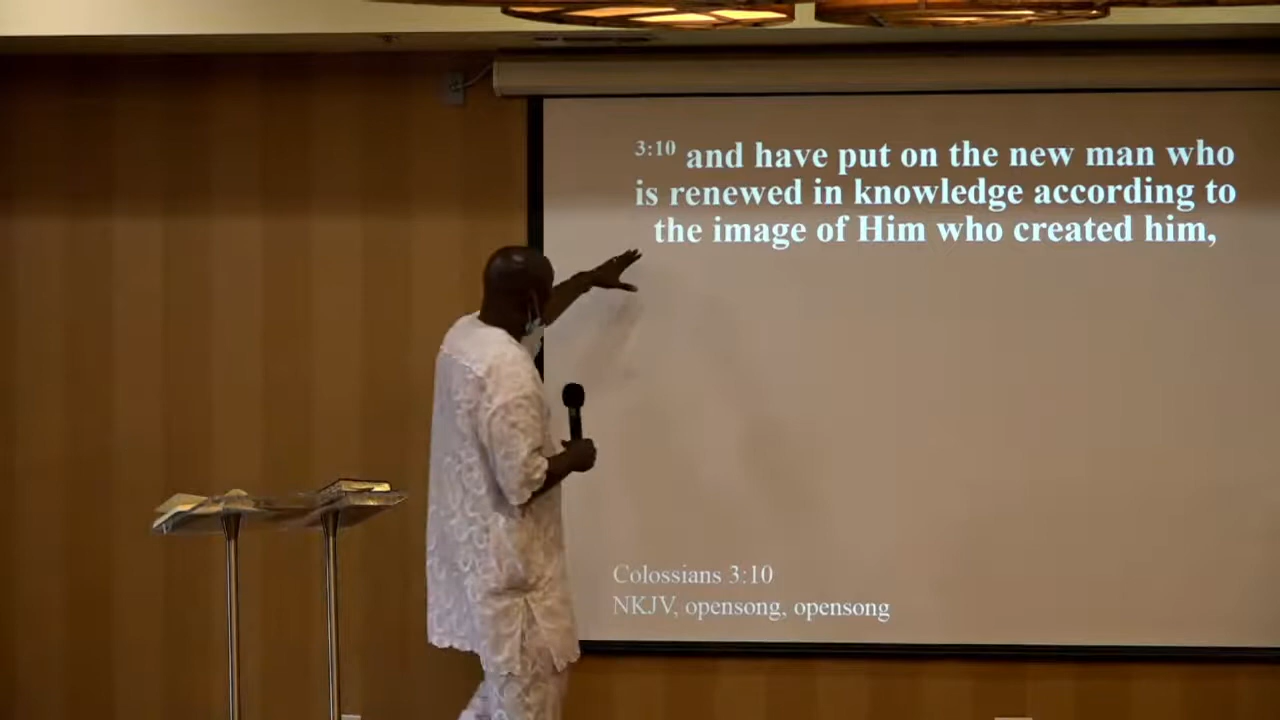 3:10 and have put on the new man who
is renewed in knowledge according to
the image of Him who created him,
Colossians 3:10
NKJV, opensong, opensong